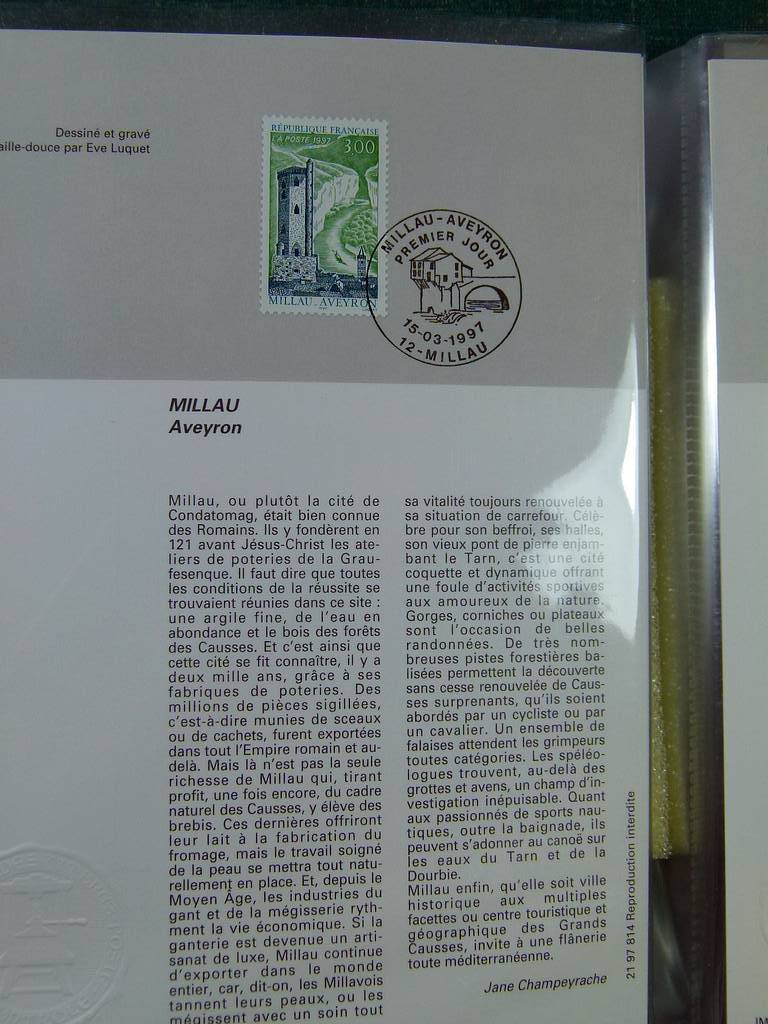 Dessiné et gravé
aille-douce par Eve Luquet
RÉPUBLIQUE FRANÇAISE
LA POSTE 1997
3,00
MILLAU - AVEYRON
MILLAU-AVEYRON
PREMIER JOUR
15-03-1997
12-MILLAU
MILLAU
Aveyron
Millau, ou plutôt la cité de
Condatomag, était bien connue
des Romains. Ils y fondèrent en
121 avant Jésus-Christ les ate-
liers de poteries de la Grau-
fesenque. Il faut dire que toutes
les conditions de la réussite se
trouvaient réunies dans ce site :
une argile fine, de l'eau en
abondance et le bois des forêts
des Causses. Et c'est ainsi que
cette cité se fit connaître, il y a
deux mille ans, grâce à ses
fabriques de poteries. Des
millions de pièces sigillées,
c'est-à-dire munies de sceaux
ou de cachets, furent exportées
dans tout l'Empire romain et au-
delà. Mais là n'est pas la seule
richesse de Millau qui, tirant
profit, une fois encore, du cadre
naturel des Causses, y élève des
brebis. Ces dernières offriront
leur lait à la fabrication du
fromage, mais le travail soigné
de la peau se mettra tout natu-
rellement en place. Et, depuis le
Moyen Âge, les industries du
gant et de la mégisserie ryth-
ment la vie économique. Si la
ganterie est devenue un arti-
sanat de luxe, Millau continue
d'exporter dans le monde
entier, car, dit-on, les Millavois
tannent leurs peaux, ou les
mégissent avec un soin tout
sa vitalité toujours renouvelée à
sa situation de carrefour. Célè-
bre pour son beffroi, ses halles,
son vieux pont de pierre enjam-
bant le Tarn, c'est une cité
coquette et dynamique offrant
une foule d'activités sportives
aux amoureux de la nature.
Gorges, corniches ou plateaux
sont l'occasion de belles
randonnées. De très nom-
breuses pistes forestières ba-
lisées permettent la découverte
sans cesse renouvelée de Caus-
ses surprenants, qu'ils soient
abordés par un cycliste ou par
un cavalier. Un ensemble de
falaises attendent les grimpeurs
toutes catégories. Les spéléo-
logues trouvent, au-delà des
grottes et avens, un champ d'in-
vestigation inépuisable. Quant
aux passionnés de sports nau-
tiques, outre la baignade, ils
peuvent s'adonner au canoë sur
les eaux du Tarn et de la
Dourbie.
Millau enfin, qu'elle soit ville
historique aux multiples
facettes ou centre touristique et
géographique des Grands
Causses, invite à une flânerie
toute méditerranéenne.
Jane Champeyrache
21 97 814 Reproduction interdite
IM